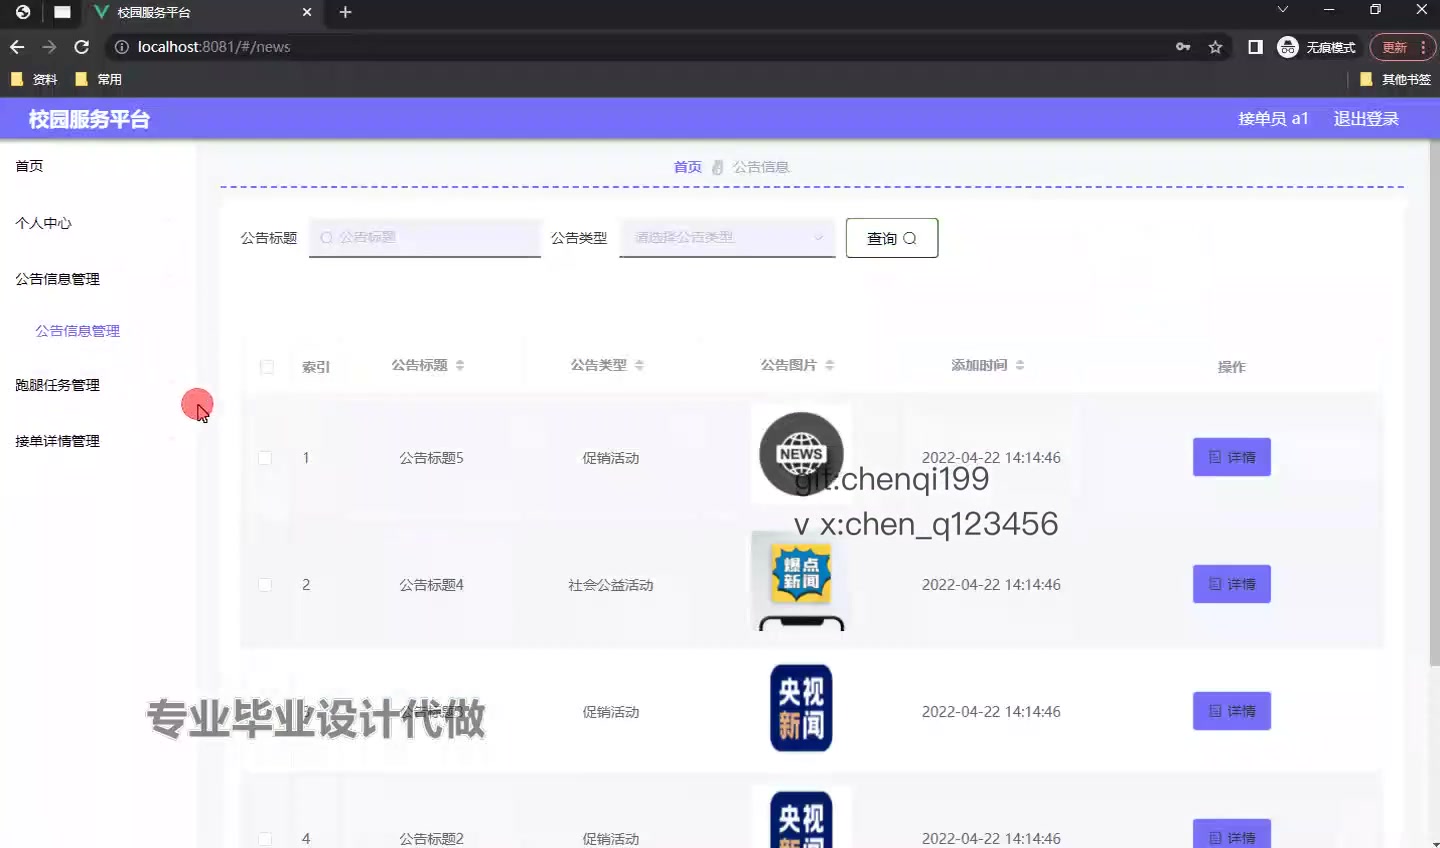 校园服务平台
localhost:8081/#/news
无痕模式
更新
资料
常用
其他书签
校园服务平台
接单员 a1
退出登录
首页
个人中心
公告信息管理
公告信息管理
跑腿任务管理
接单详情管理
首页
公告信息
公告标题
公告标题
公告类型
请选择公告类型
查询
索引 公告标题 公告类型 公告图片 添加时间 操作
1 公告标题5 促销活动 NEWS 2022-04-22 14:14:46 详情
git:chenqi199
v x:chen_q123456
2 公告标题4 社会公益活动 爆点 2022-04-22 14:14:46 详情
新闻
央视
新闻
促销活动 2022-04-22 14:14:46 详情
专业毕业设计代做
央视
4 公告标题2 促销活动 2022-04-22 14:14:46 详情